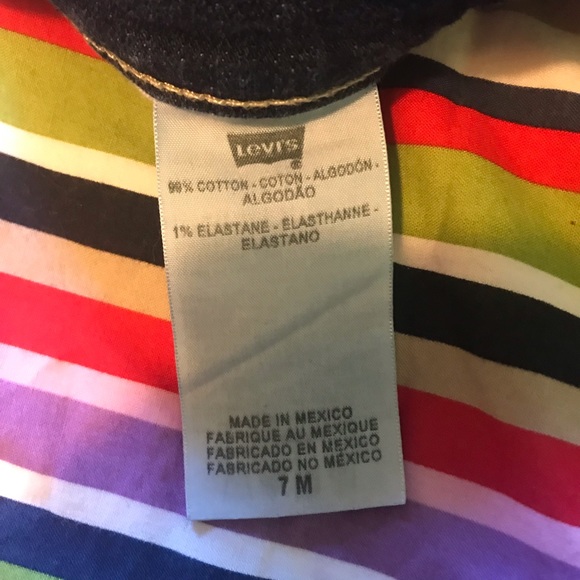 Levi's
®
99% COTTON - COTON - ALGODÓN -
ALGODÃO
1% ELASTANE - ELASTHANNE -
ELASTANO
MADE IN MEXICO
FABRIQUE AU MEXIQUE
FABRICADO EN MEXICO
FABRICADO NO MÉXICO
7 M